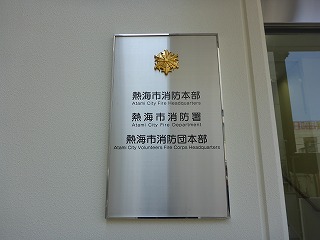 熱海市消防本部
Atami City Fire Headquarters
熱海市消防署
Atami City Fire Department
熱海市消防団本部
Atami City Volunteers Fire Corps Headquarters